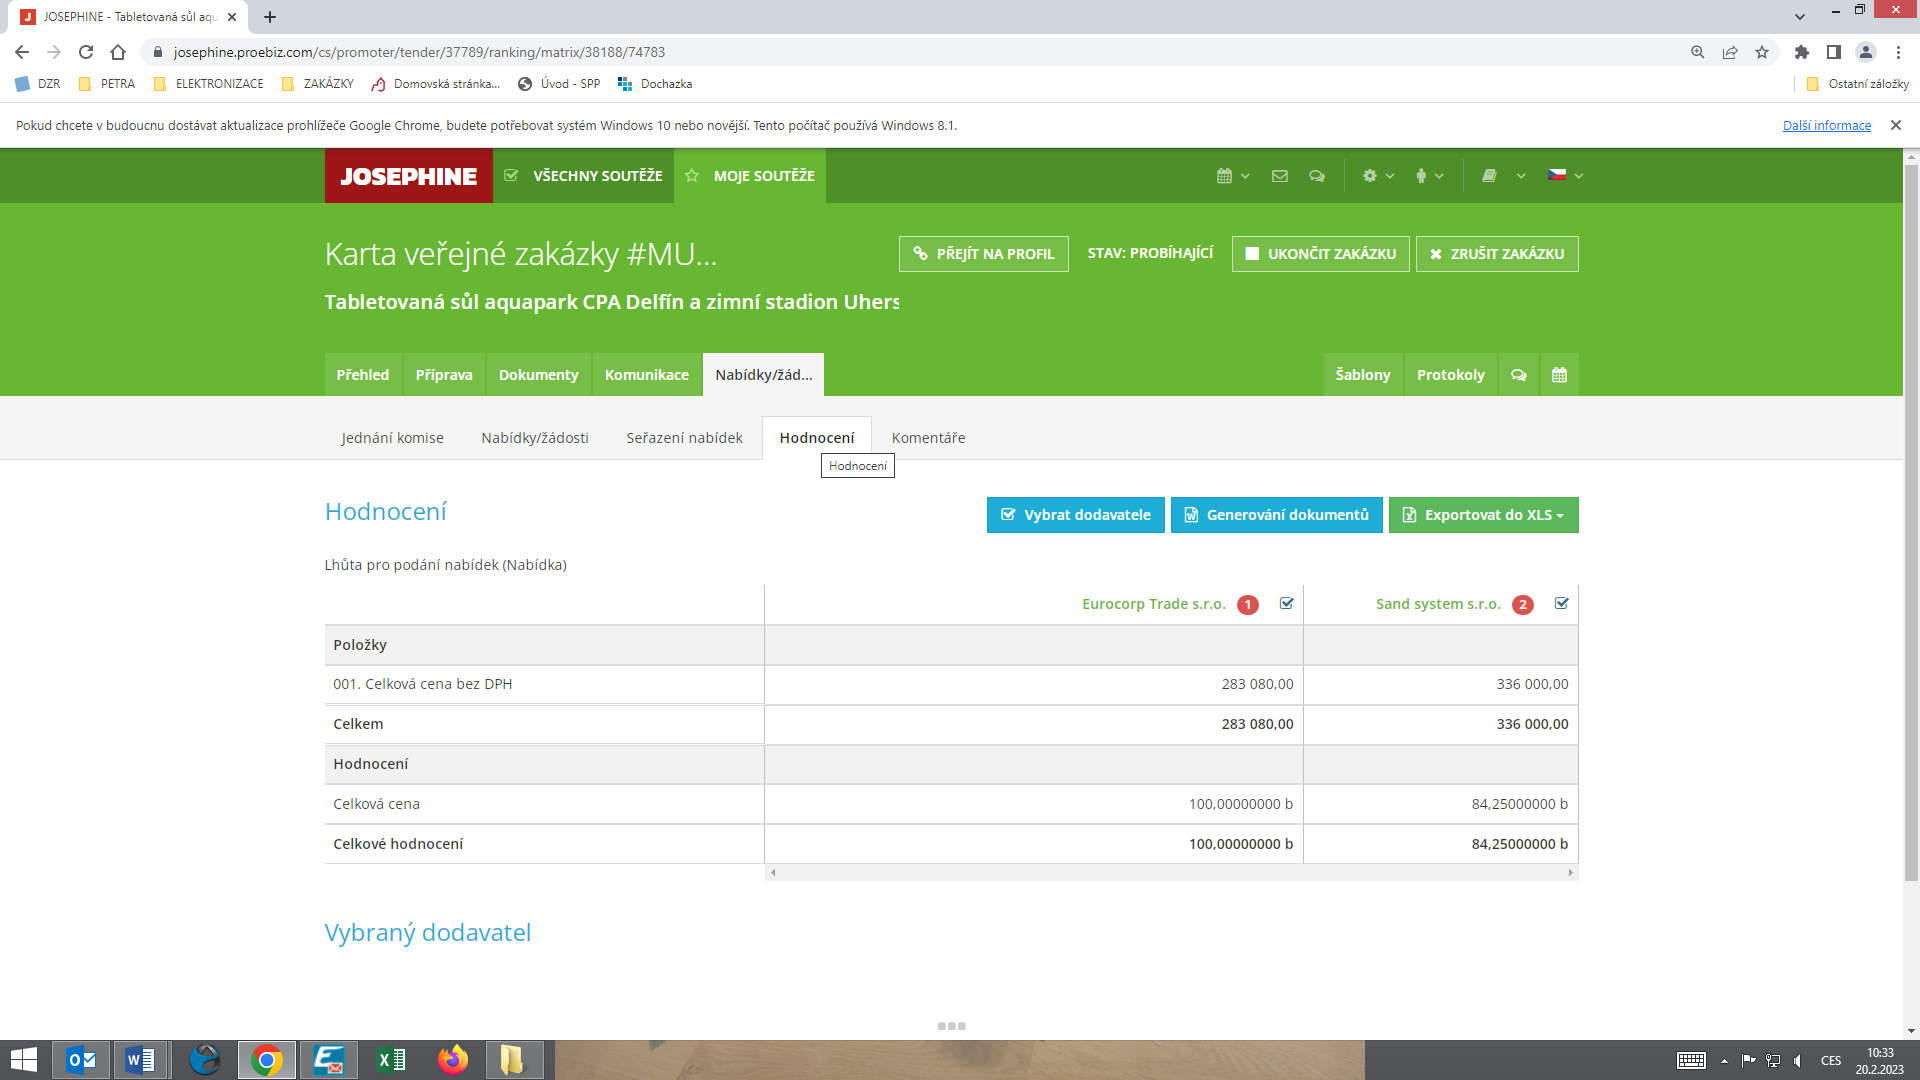 JOSEPHINE - Tabletovaná sůl aqu
josephine.proebiz.com/cs/promoter/tender/37789/ranking/matrix/38188/74783
DZR PETRA ELEKTRONIZACE ZAKÁZKY Domovská stránka... Úvod - SPP Dochazka Ostatní záložky
Pokud chcete v budoucnu dostávat aktualizace prohlížeče Google Chrome, budete potřebovat systém Windows 10 nebo novější. Tento počítač používá Windows 8.1. Další informace
JOSEPHINE VŠECHNY SOUTĚŽE MOJE SOUTĚŽE
Karta veřejné zakázky #MU... PŘEJÍT NA PROFIL STAV: PROBÍHAJÍCÍ UKONČIT ZAKÁZKU ZRUŠIT ZAKÁZKU
Tabletovaná sůl aquapark CPA Delfín a zimní stadion Uhers
Přehled Příprava Dokumenty Komunikace Nabídky/žád... Šablony Protokoly
Jednání komise Nabídky/žádosti Seřazení nabídek Hodnocení Komentáře
Hodnocení
Hodnocení Vybrat dodavatele Generování dokumentů Exportovat do XLS
Lhůta pro podání nabídek (Nabídka)
Eurocorp Trade s.r.o. 1 Sand system s.r.o. 2
Položky
001. Celková cena bez DPH 283 080,00 336 000,00
Celkem 283 080,00 336 000,00
Hodnocení
Celková cena 100,00000000 b 84,25000000 b
Celkové hodnocení 100,00000000 b 84,25000000 b
Vybraný dodavatel
CES 10:33
20.2.2023